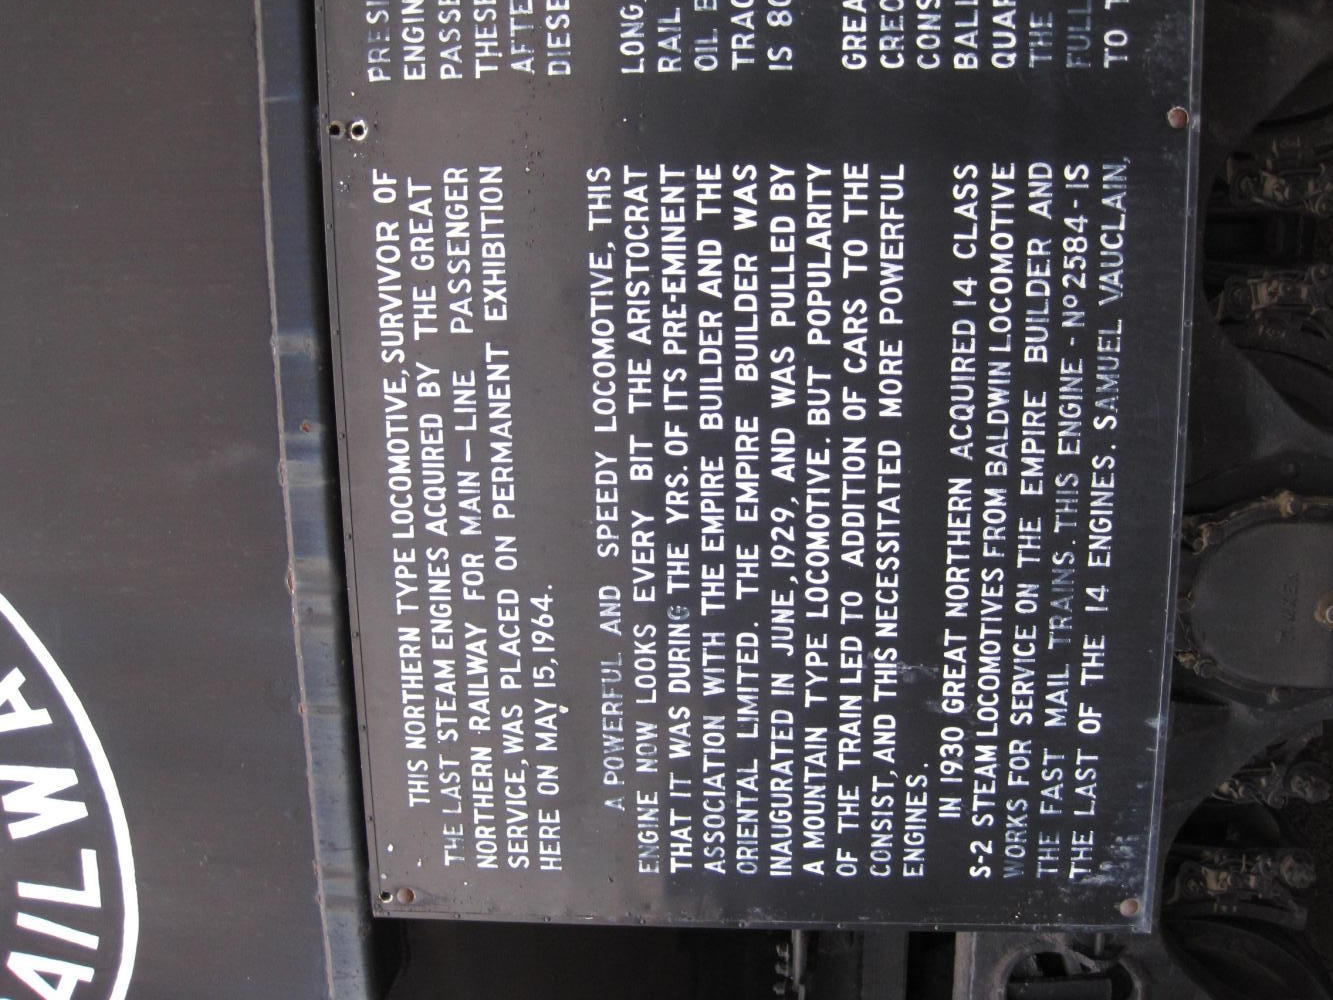 THIS NORTHERN TYPE LOCOMOTIVE, SURVIVOR OF
THE LAST STEAM ENGINES ACQUIRED BY THE GREAT
NORTHERN RAILWAY FOR MAIN — LINE PASSENGER
SERVICE, WAS PLACED ON PERMANENT EXHIBITION
HERE ON MAY 15, 1964.
A POWERFUL AND SPEEDY LOCOMOTIVE, THIS
ENGINE NOW LOOKS EVERY BIT THE ARISTOCRAT
THAT IT WAS DURING THE YRS. OF ITS PRE-EMINENT
ASSOCIATION WITH THE EMPIRE BUILDER AND THE
ORIENTAL LIMITED. THE EMPIRE BUILDER WAS
INAUGURATED IN JUNE, 1929, AND WAS PULLED BY
A MOUNTAIN TYPE LOCOMOTIVE. BUT POPULARITY
OF THE TRAIN LED TO ADDITION OF CARS TO THE
CONSIST, AND THIS NECESSITATED MORE POWERFUL
ENGINES.
IN 1930 GREAT NORTHERN ACQUIRED 14 CLASS
S-2 STEAM LOCOMOTIVES FROM BALDWIN LOCOMOTIVE
WORKS FOR SERVICE ON THE EMPIRE BUILDER AND
THE FAST MAIL TRAINS. THIS ENGINE - Nº 2584 - IS
THE LAST OF THE 14 ENGINES. SAMUEL VAUCLAIN,
PRESI
ENGIN
PASSE
THESE
AFTE
DIESE
LONG,
RAIL
OIL B
TRAC
IS 80
GREA
CREO
CONS
BALL
QUAR
THE
FULL
TO T
AILWA